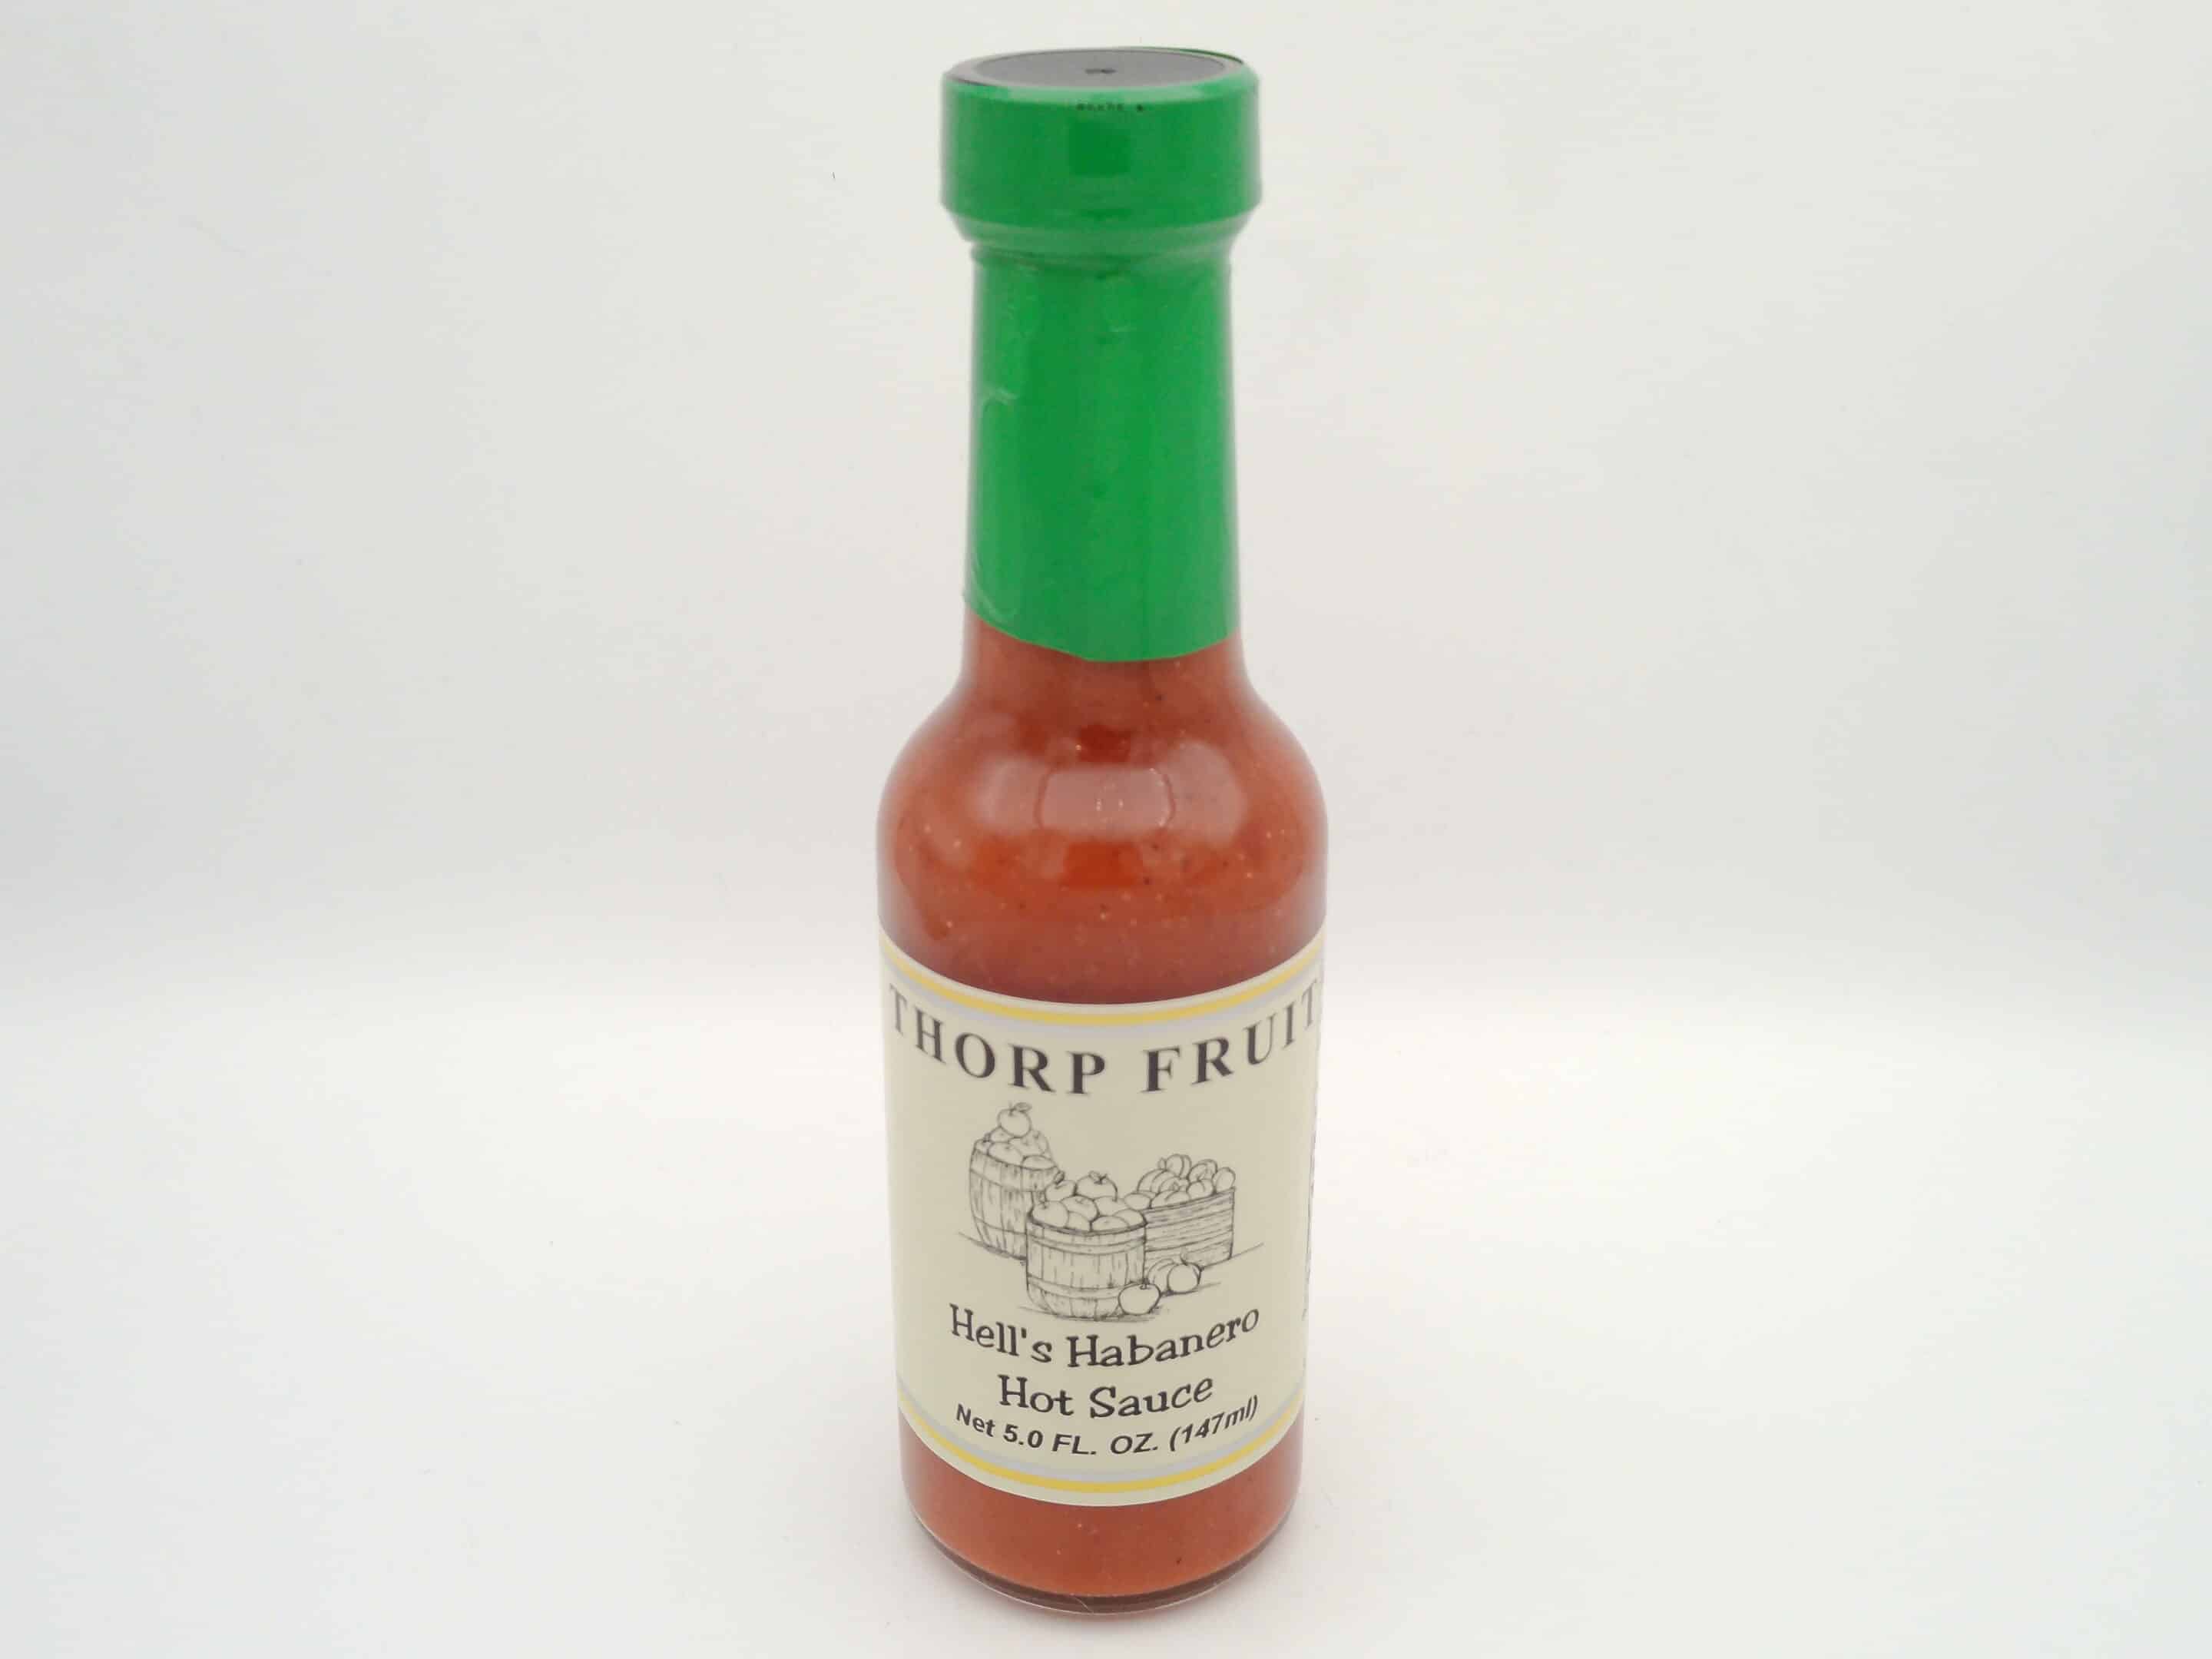 THORP FRUIT
Hell's Habanero
Hot Sauce
Net 5.0 FL. OZ. (147ml)